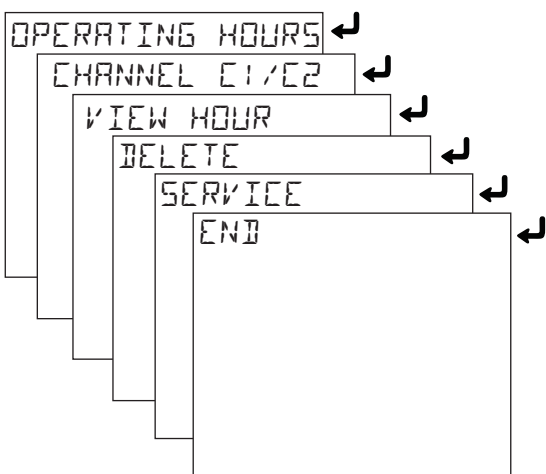 OPERATING HOURS
CHANNEL C1/C2
VIEW HOUR
DELETE
SERVICE
END